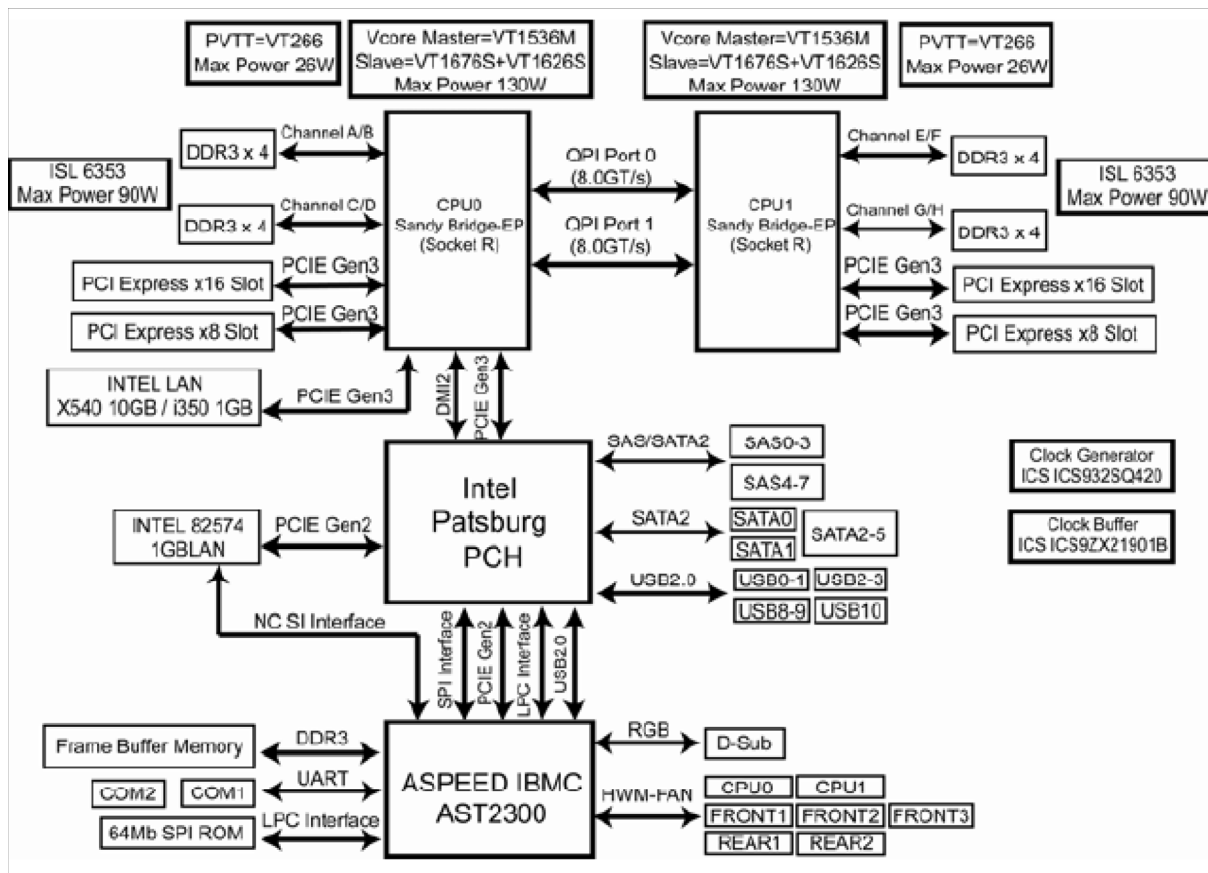 PVTT=VT266
Max Power 26W
Vcore Master=VT1536M
Slave=VT1676S+VT1626S
Max Power 130W
Vcore Master=VT1536M
Slave=VT1676S+VT1626S
Max Power 130W
PVTT=VT266
Max Power 26W
ISL 6353
Max Power 90W
DDR3 x 4
Channel A/B
DDR3 x 4
Channel C/D
PCI Express x16 Slot
PCIE Gen3
PCI Express x8 Slot
PCIE Gen3
CPU0
Sandy Bridge-EP
(Socket R)
QPI Port 0
(8.0GT/s)
QPI Port 1
(8.0GT/s)
CPU1
Sandy Bridge-EP
(Socket R)
Channel E/F
DDR3 x 4
Channel G/H
DDR3 x 4
PCIE Gen3
PCI Express x16 Slot
PCIE Gen3
PCI Express x8 Slot
ISL 6353
Max Power 90W
INTEL LAN
X540 10GB / i350 1GB
PCIE Gen3
DMI2
PCIE Gen3
Intel
Patsburg
PCH
SAS/SATA2
SAS0-3
SAS4-7
SATA2
SATA0
SATA1
SATA2-5
USB2.0
USB0-1
USB2-3
USB8-9
USB10
Clock Generator
ICS ICS932SQ420
Clock Buffer
ICS ICS9ZX21901B
INTEL 82574
1GBLAN
PCIE Gen2
NC SI Interface
SPI Interface
PCIE Gen2
LPC Interface
USB2.0
Frame Buffer Memory
DDR3
COM2
COM1
UART
64Mb SPI ROM
LPC Interface
ASPEED IBMC
AST2300
RGB
D-Sub
HWM-FAN
CPU0
CPU1
FRONT1
FRONT2
FRONT3
REAR1
REAR2